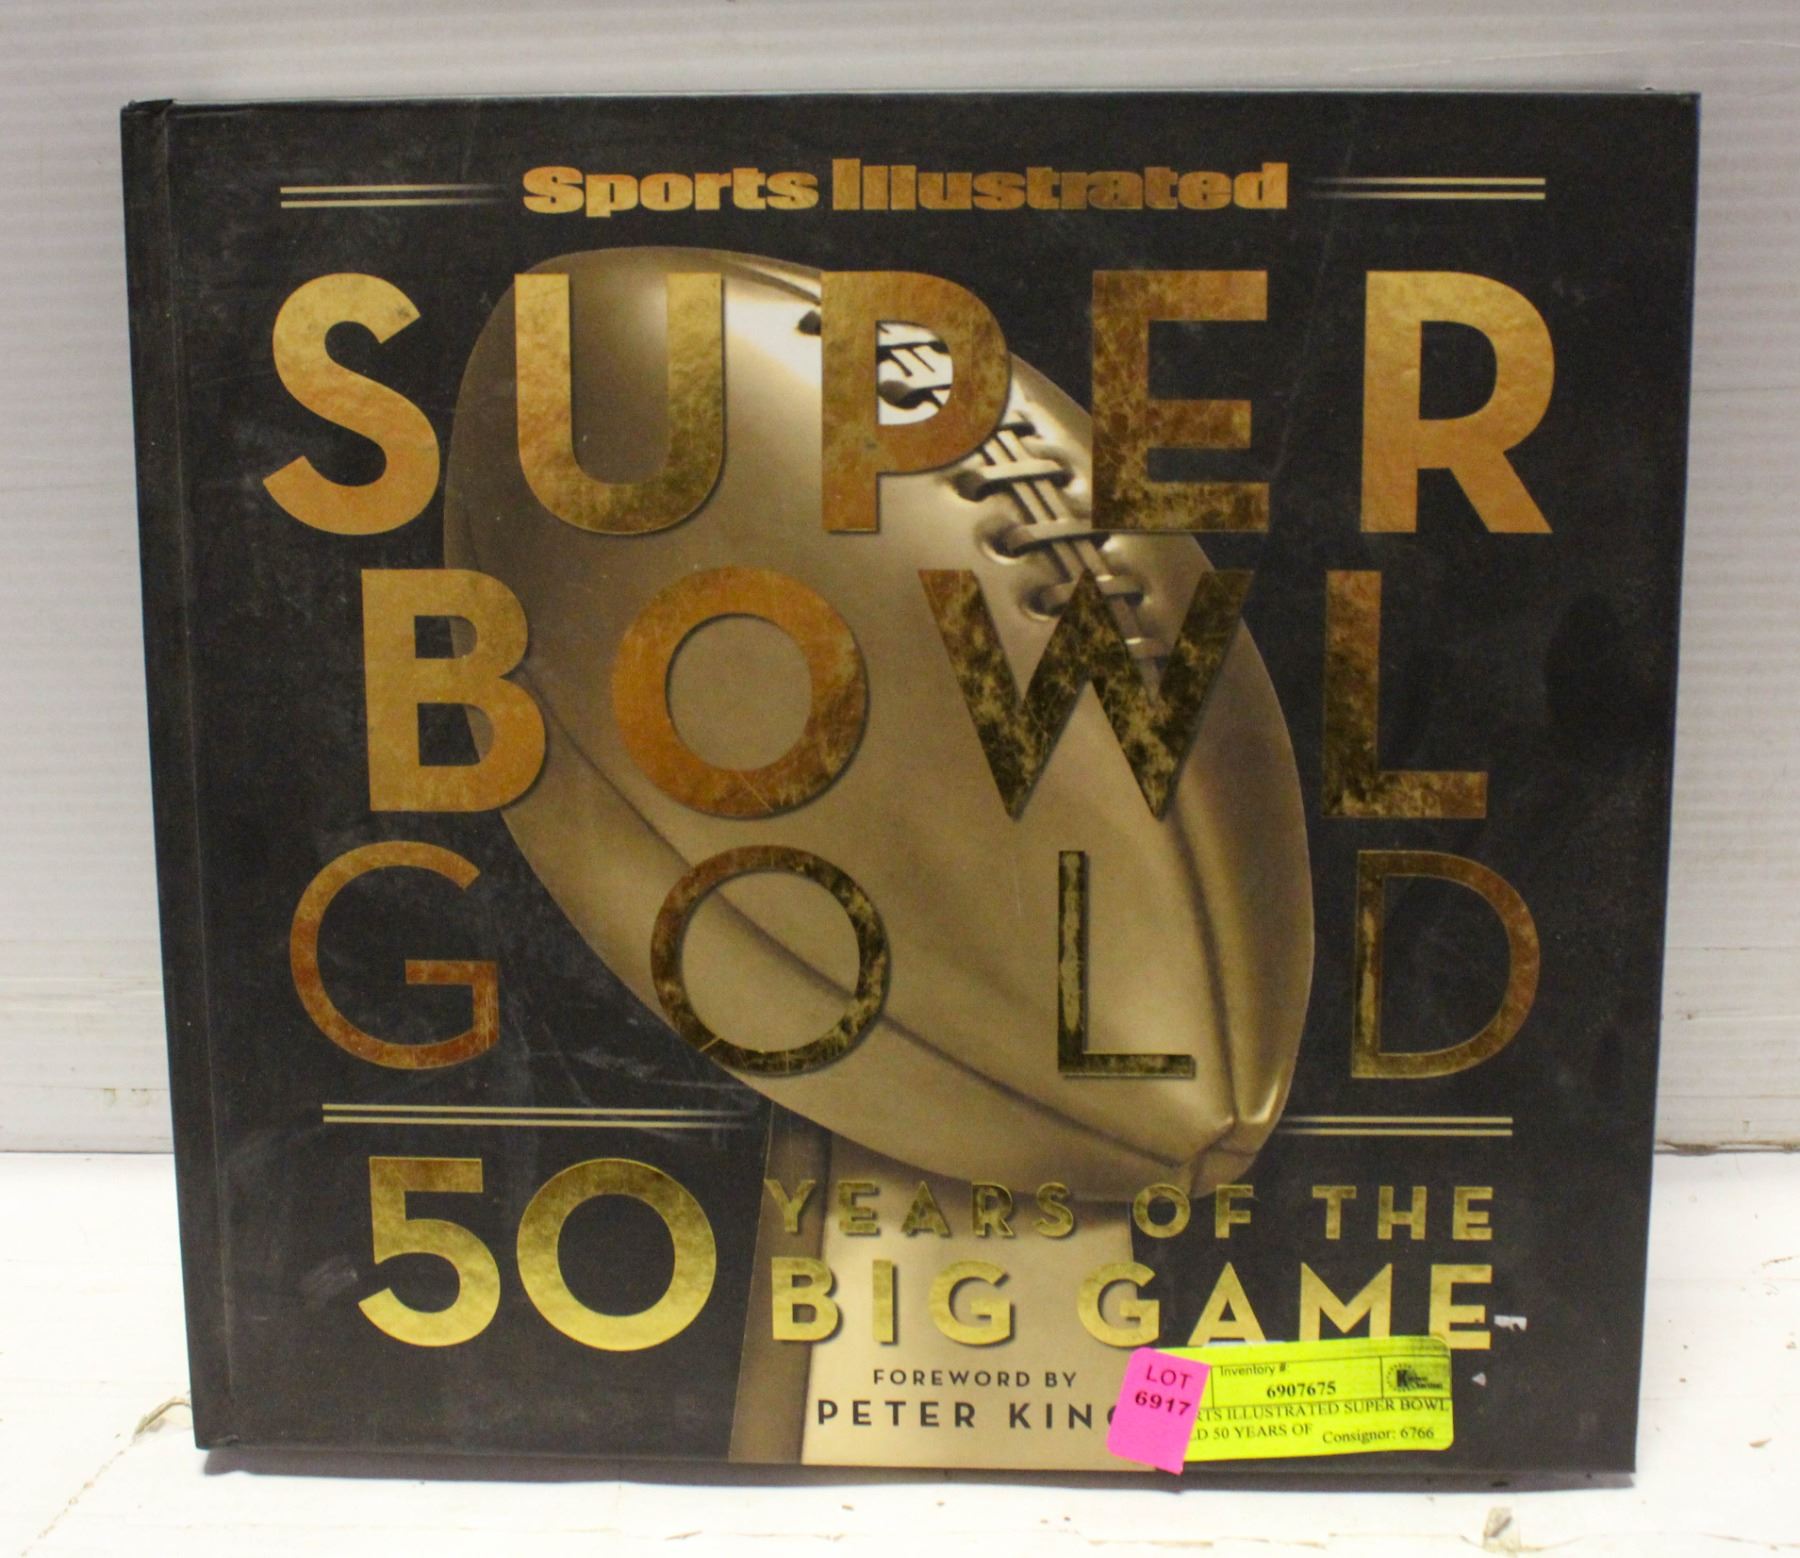 Sports Illustrated
SUPER
BOWL
GOLD
50 YEARS OF THE
BIG GAME
FOREWORD BY
PETER KIN
LOT
6917
Inventory #:
6907675
RTS ILLUSTRATED SUPER BOWL
LD 50 YEARS OF
Consignor: 6766